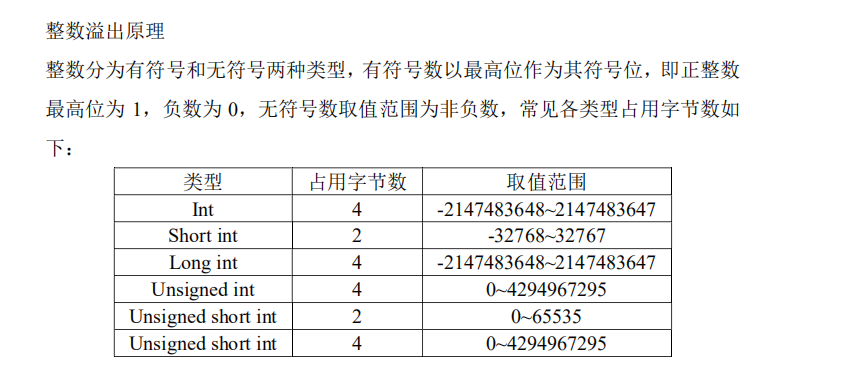 整数溢出原理
整数分为有符号和无符号两种类型，有符号数以最高位作为其符号位，即正整数
最高位为 1，负数为 0，无符号数取值范围为非负数，常见各类型占用字节数如
下：
类型 占用字节数 取值范围
Int 4 -2147483648~2147483647
Short int 2 -32768~32767
Long int 4 -2147483648~2147483647
Unsigned int 4 0~4294967295
Unsigned short int 2 0~65535
Unsigned short int 4 0~4294967295